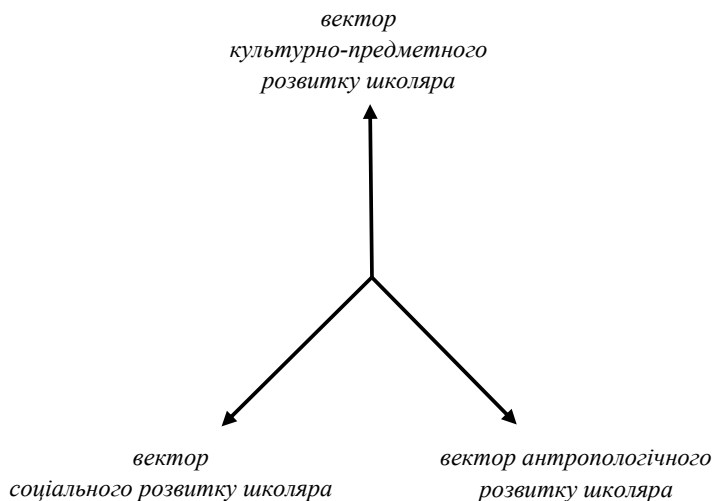 вектор
культурно-предметного
розвитку школяра
вектор
соціального розвитку школяра
вектор антропологічного
розвитку школяра